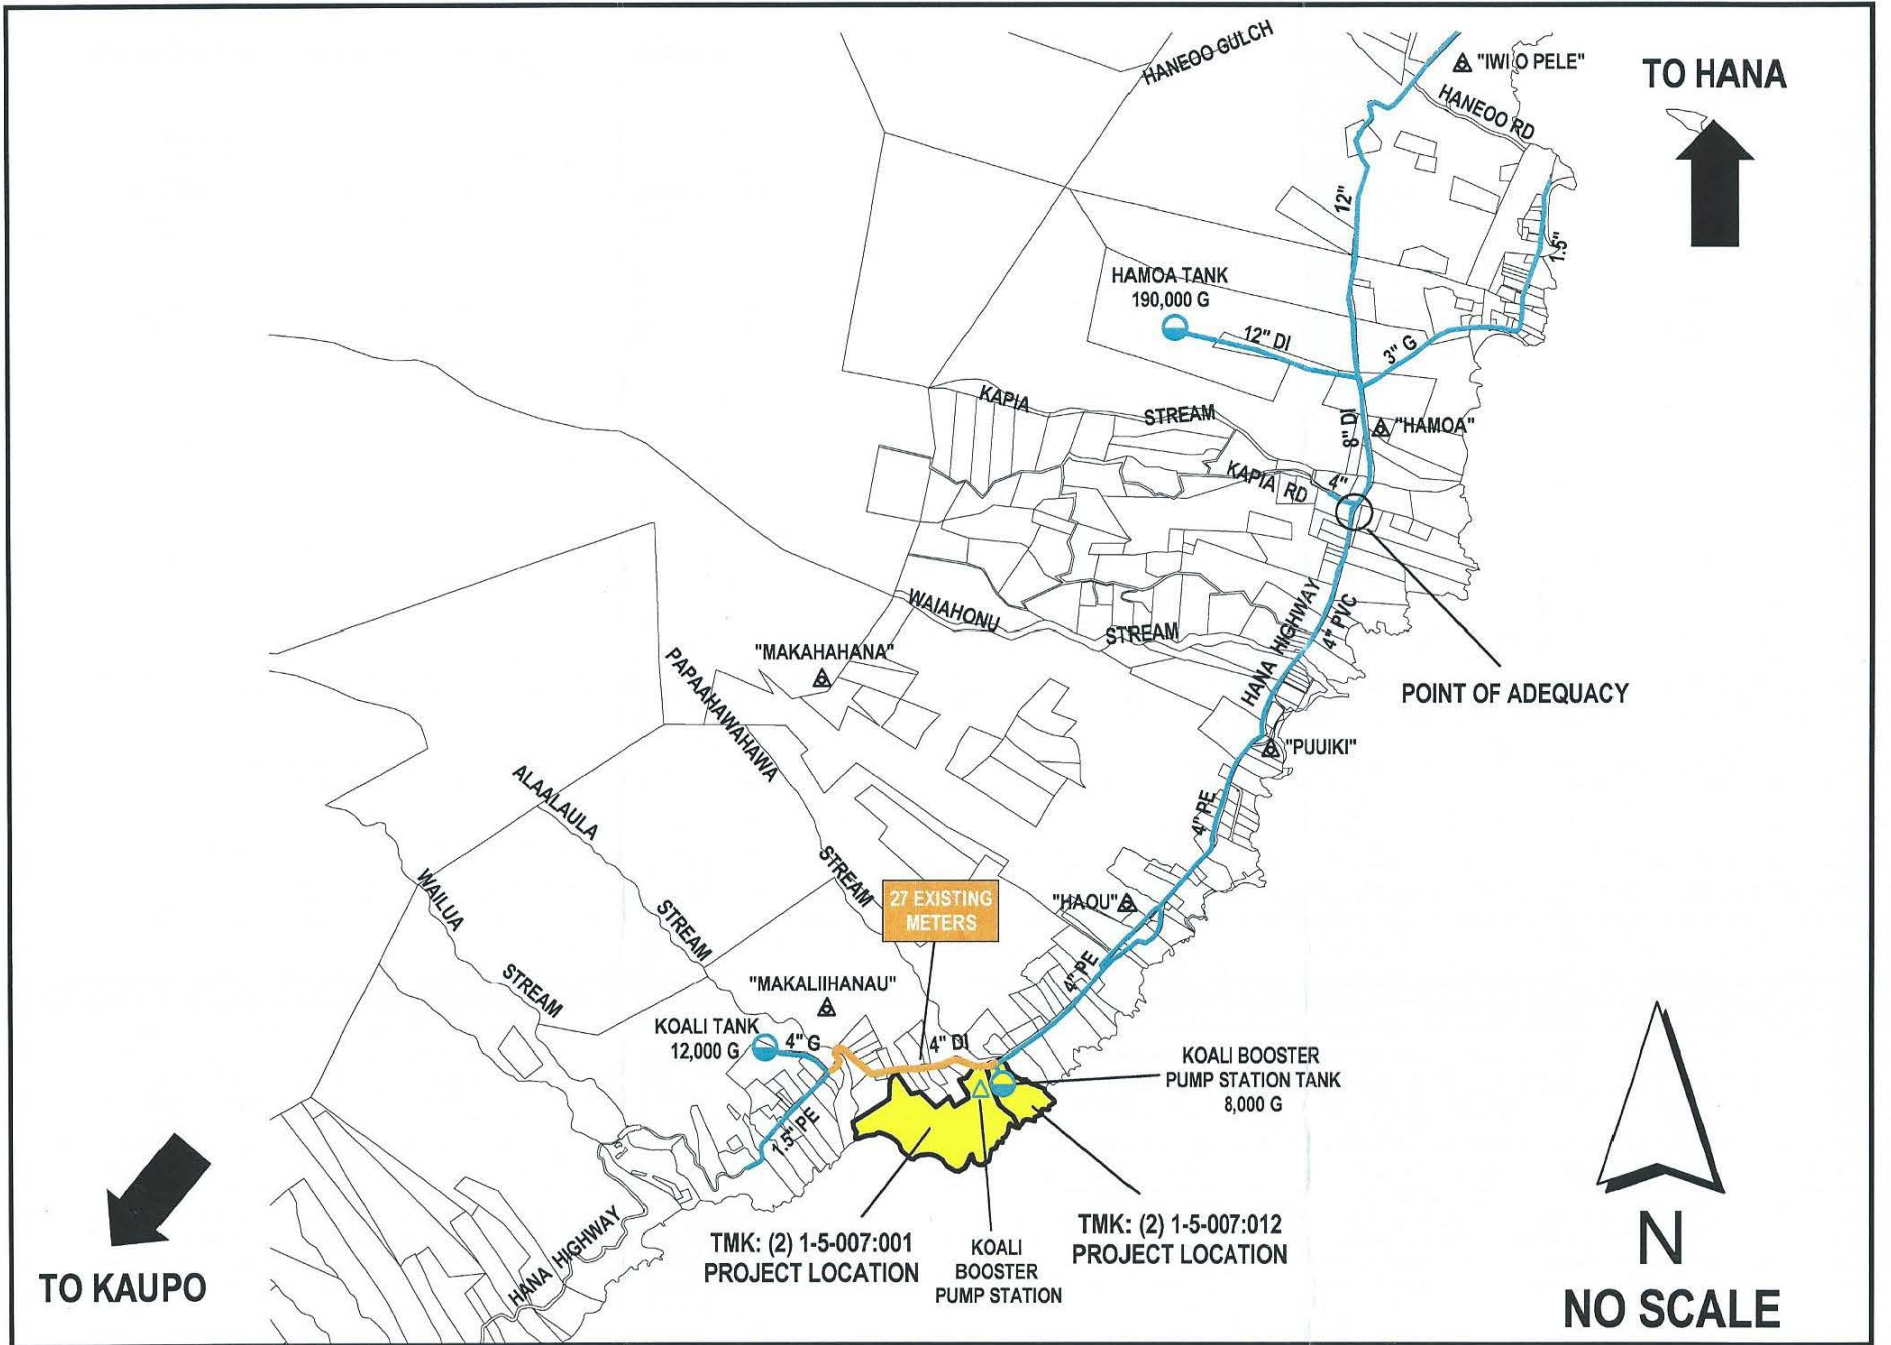 HANEOO GULCH
"IWI O PELE"
TO HANA
HANEOO RD
12"
1.5"
HAMOA TANK
190,000 G
12" DI
3" G
KAPIA
STREAM
8" DI
"HAMOA"
KAPIA RD
4"
WAIAHONU
STREAM
HANA HIGHWAY
4" PVC
"MAKAHAHANA"
PAPAAHAWAHAWA
POINT OF ADEQUACY
"PUUIKI"
ALAALAULA
4" PE
STREAM
WAILUA
27 EXISTING
METERS
"HAOU"
STREAM
4" PE
STREAM
"MAKALIIHANAU"
KOALI TANK
12,000 G
4" G
4" DI
KOALI BOOSTER
PUMP STATION TANK
8,000 G
1.5" PE
TMK: (2) 1-5-007:001
PROJECT LOCATION
KOALI
BOOSTER
PUMP STATION
TMK: (2) 1-5-007:012
PROJECT LOCATION
HANA HIGHWAY
TO KAUPO
N
NO SCALE